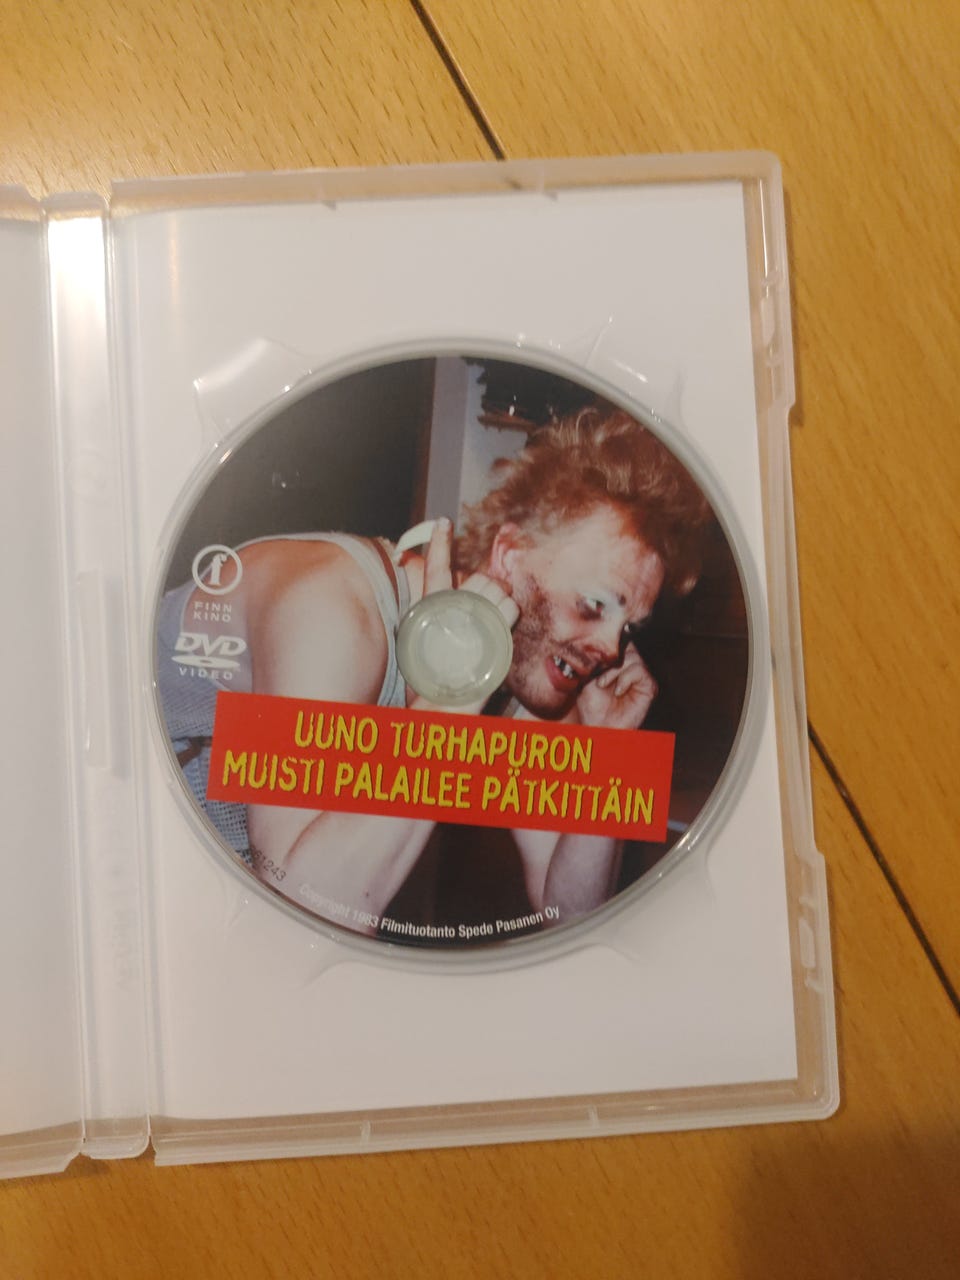 f
FINN
KINO
DVD
VIDEO
UUNO TURHAPURON
MUISTI PALAILEE PÄTKITTÄIN
Copyright 1983 Filmituotanto Spede Pasanen Oy